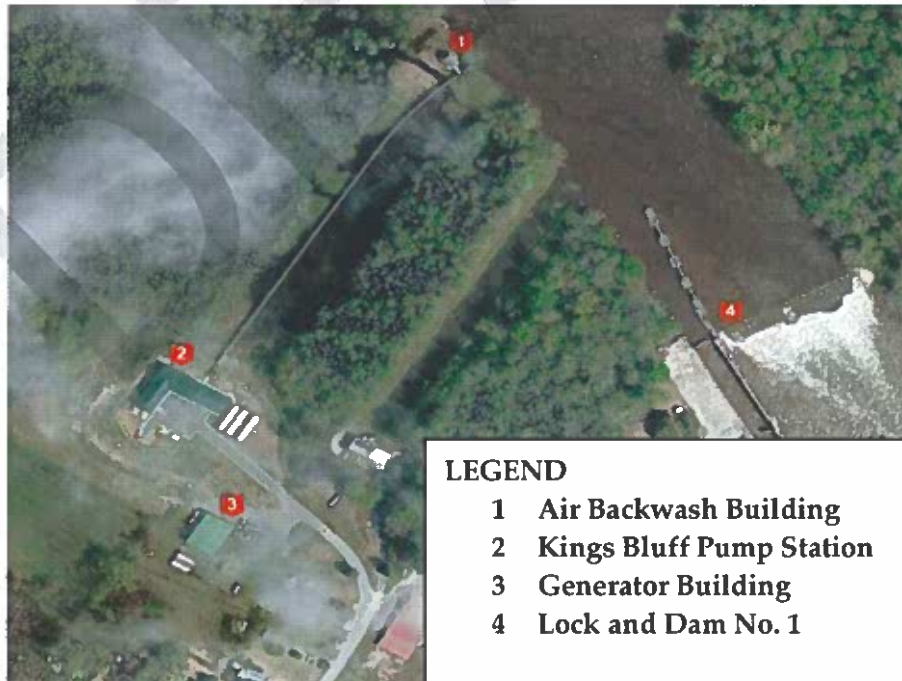 1
2
3
4
LEGEND
1 Air Backwash Building
2 Kings Bluff Pump Station
3 Generator Building
4 Lock and Dam No. 1